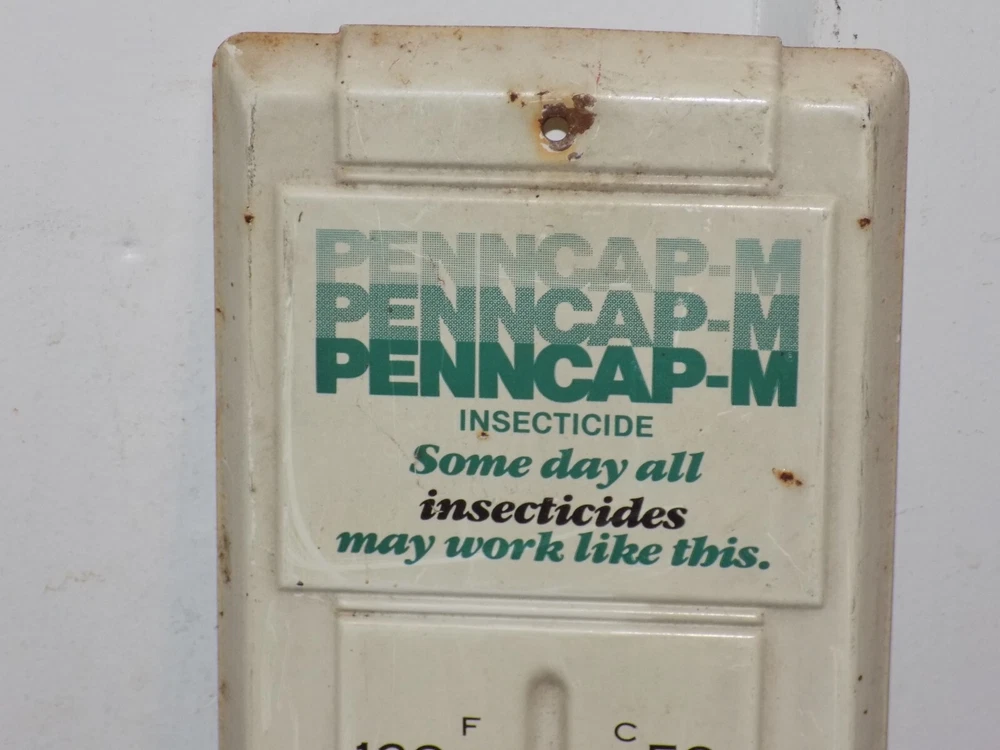 PENNCAP-M
PENNCAP-M
PENNCAP-M
INSECTICIDE
Some day all
insecticides
may work like this.
F C